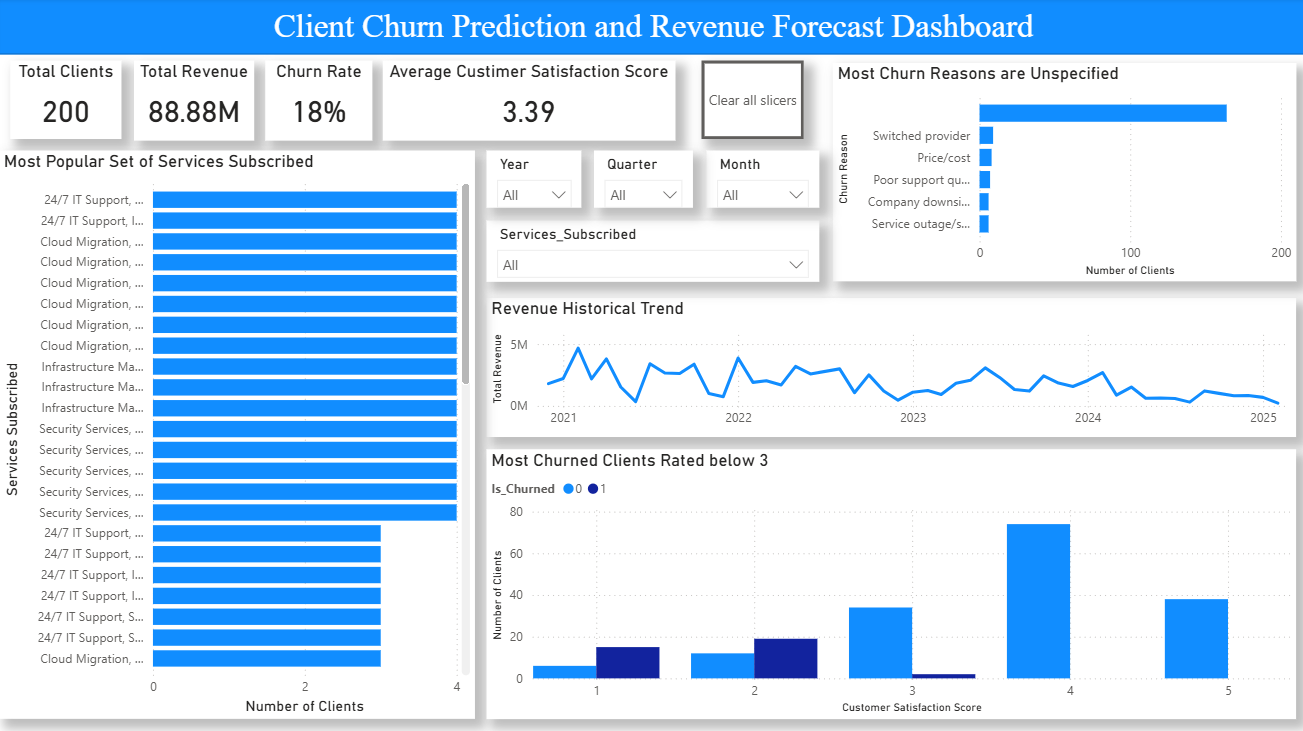 Client Churn Prediction and Revenue Forecast Dashboard
Total Clients
200
Total Revenue
88.88M
Churn Rate
18%
Average Custimer Satisfaction Score
3.39
Clear all slicers
Most Churn Reasons are Unspecified
Churn Reason
Switched provider
Price/cost
Poor support qu...
Company downsi...
Service outage/s...
0 100 200
Number of Clients
Most Popular Set of Services Subscribed
Services Subscribed
24/7 IT Support, ...
24/7 IT Support, I...
Cloud Migration, ...
Cloud Migration, ...
Cloud Migration, ...
Cloud Migration, ...
Cloud Migration, ...
Cloud Migration, ...
Infrastructure Ma...
Infrastructure Ma...
Infrastructure Ma...
Security Services, ...
Security Services, ...
Security Services, ...
Security Services, ...
Security Services, ...
24/7 IT Support, ...
24/7 IT Support, ...
24/7 IT Support, I...
24/7 IT Support, I...
24/7 IT Support, S...
24/7 IT Support, S...
Cloud Migration, ...
0 2 4
Number of Clients
Year
All
Quarter
All
Month
All
Services_Subscribed
All
Revenue Historical Trend
Total Revenue
5M
0M
2021 2022 2023 2024 2025
Most Churned Clients Rated below 3
Is_Churned 0 1
Number of Clients
80
60
40
20
0
1 2 3 4 5
Customer Satisfaction Score